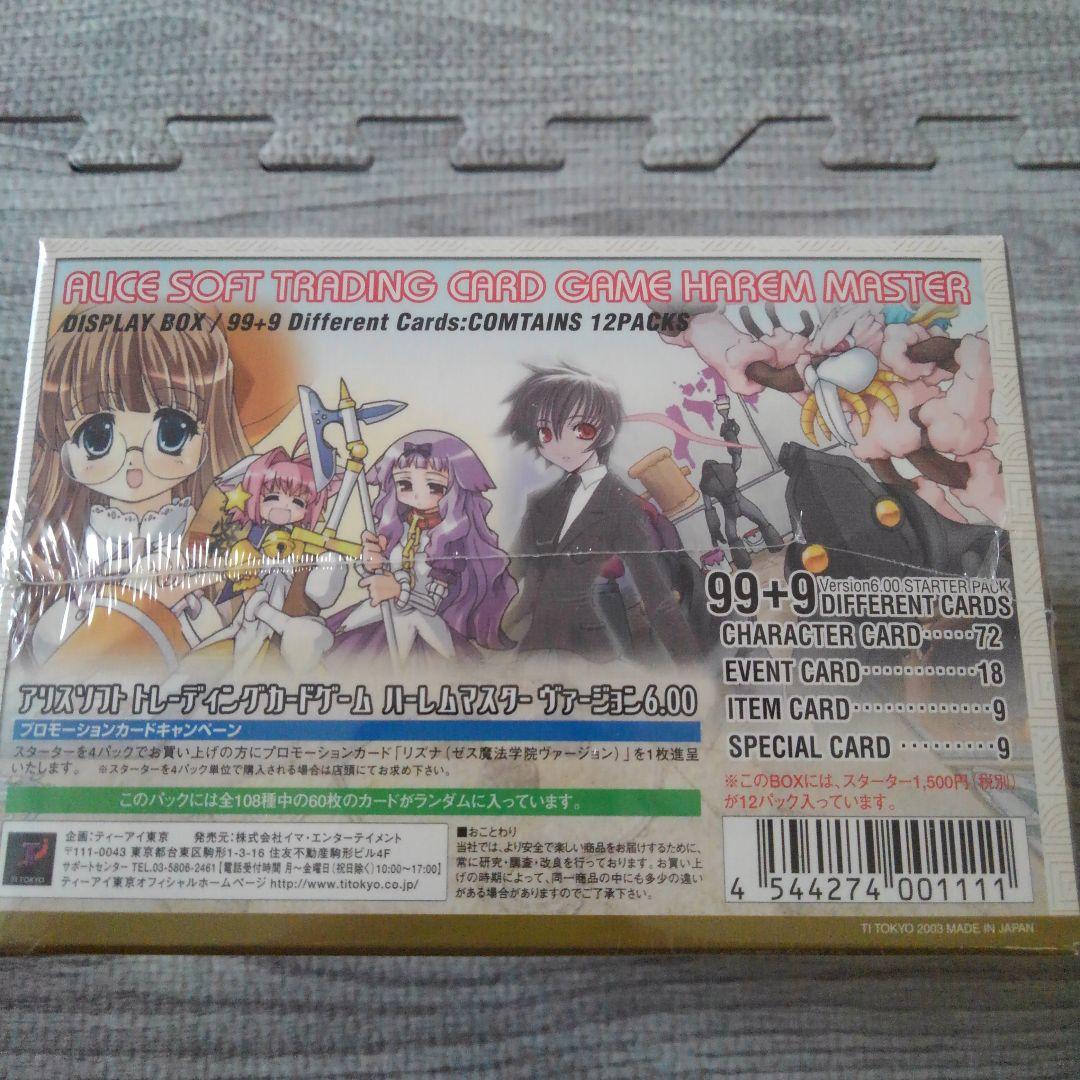 ALICE SOFT TRADING CARD GAME HAREM MASTER
DISPLAY BOX / 99+9 Different Cards:COMTAINS 12PACKS
99+9 Version6.00 STARTER PACK
DIFFERENT CARDS
CHARACTER CARD·····72
EVENT CARD············18
ITEM CARD··············9
SPECIAL CARD ·········9
※このBOXには、スターター1,500円(税別)
が12パック入っています。
アリスソフト トレーディングカードゲーム ハーレムマスター ヴァージョン6.00
プロモーションカードキャンペーン
スターターを4パックでお買い上げの方にプロモーションカード「リズナ(ゼス魔法学院ヴァージョン)」を1枚進呈
いたします。 ※スターターを4パック単位で購入される場合は店頭にてお求め下さい。
このパックには全108種中の60枚のカードがランダムに入っています。
TI TOKYO
企画:ティーアイ東京 発売元:株式会社イマ・エンターテイメント
〒111-0043 東京都台東区駒形1-3-16 住友不動産駒形ビル4F
サポートセンター TEL.03-5806-2461【電話受付時間 月〜金曜日(祝日除く)10:00〜17:00】
ティーアイ東京オフィシャルホームページ http://www.titokyo.co.jp/
■おことわり
当社では、より安全で楽しい商品をお届けするために、
常に研究・調査・改良を行っております。お買い上
げの時期によって、同一商品の中にも多少の違い
がある場合がありますのでご了承下さい。
4 544274 001111
TI TOKYO 2003 MADE IN JAPAN